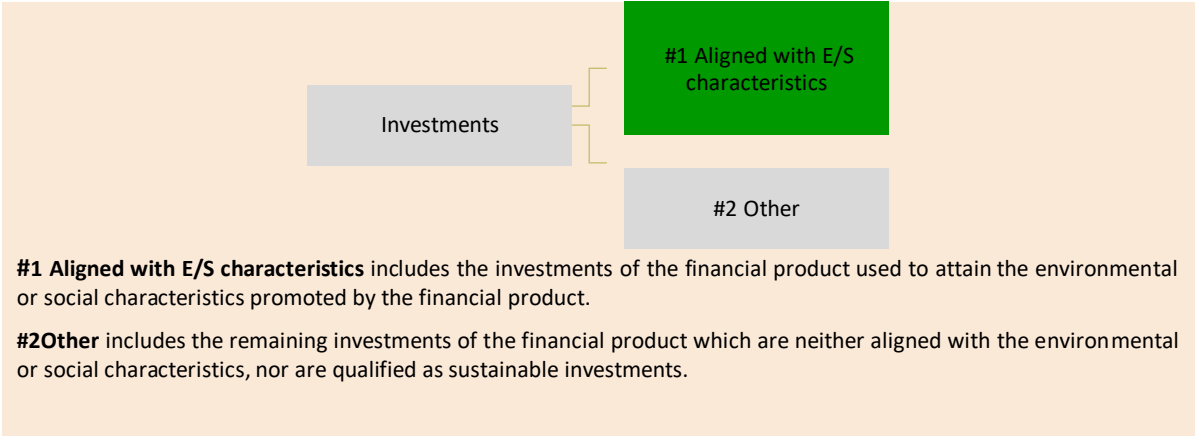 #1 Aligned with E/S
characteristics
Investments
#2 Other
#1 Aligned with E/S characteristics includes the investments of the financial product used to attain the environmental
or social characteristics promoted by the financial product.
#2Other includes the remaining investments of the financial product which are neither aligned with the environmental
or social characteristics, nor are qualified as sustainable investments.